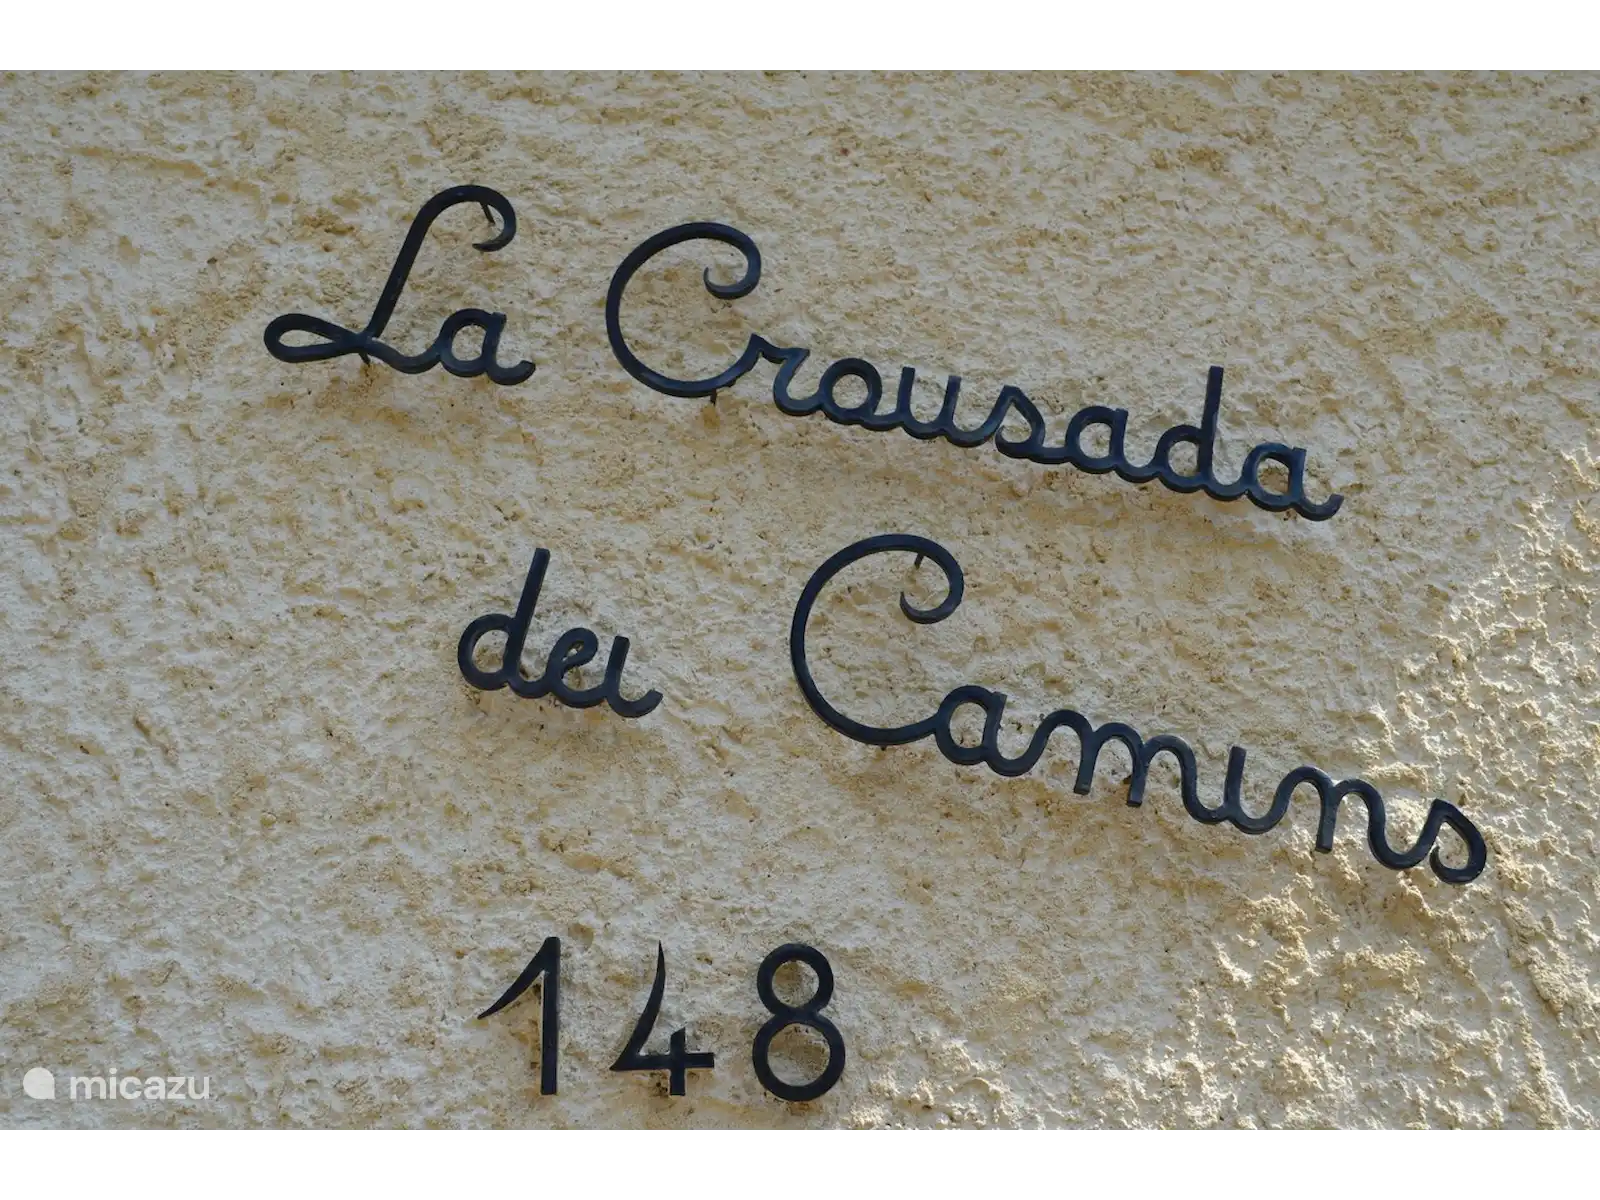 La Crousada
dei Camins
148
micazu